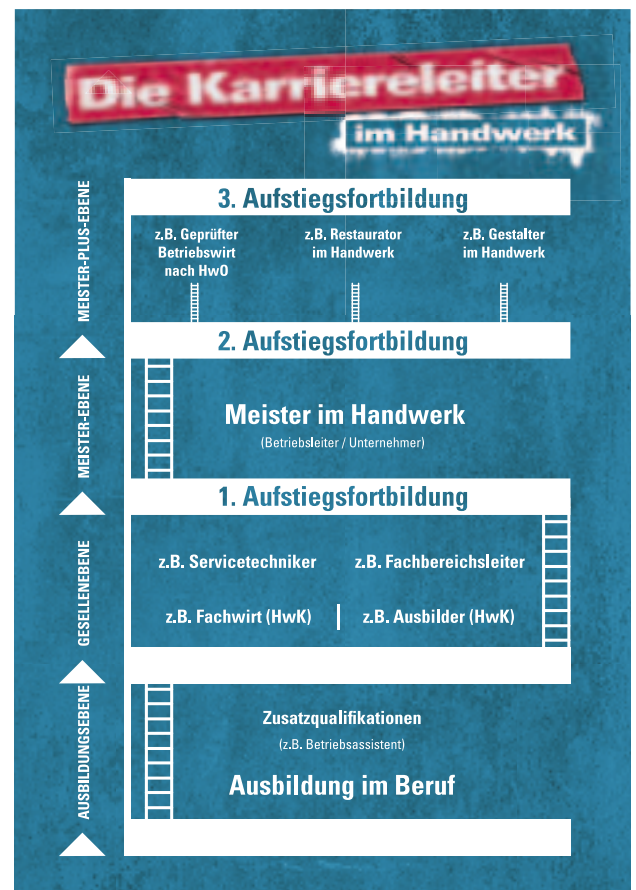 Die Karriereleiter
im Handwerk
3. Aufstiegsfortbildung
z.B. Geprüfter
Betriebswirt
nach HwO
z.B. Restaurator
im Handwerk
z.B. Gestalter
im Handwerk
MEISTER-PLUS-EBENE
2. Aufstiegsfortbildung
Meister im Handwerk
(Betriebsleiter / Unternehmer)
MEISTER-EBENE
1. Aufstiegsfortbildung
z.B. Servicetechniker
z.B. Fachbereichsleiter
z.B. Fachwirt (HwK)
z.B. Ausbilder (HwK)
GESELLENEBENE
Zusatzqualifikationen
(z.B. Betriebsassistent)
Ausbildung im Beruf
AUSBILDUNGSEBENE